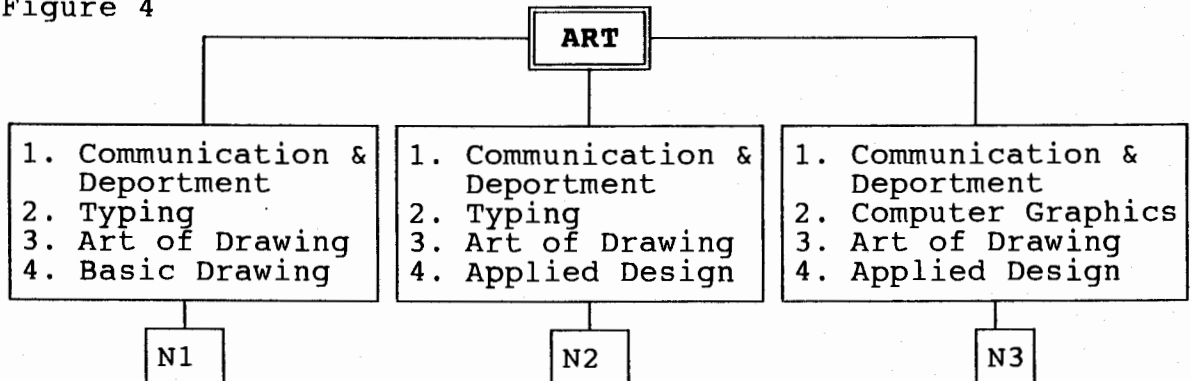 Figure 4
ART
1. Communication &
Deportment
2. Typing
3. Art of Drawing
4. Basic Drawing
1. Communication &
Deportment
2. Typing
3. Art of Drawing
4. Applied Design
1. Communication &
Deportment
2. Computer Graphics
3. Art of Drawing
4. Applied Design
N1
N2
N3